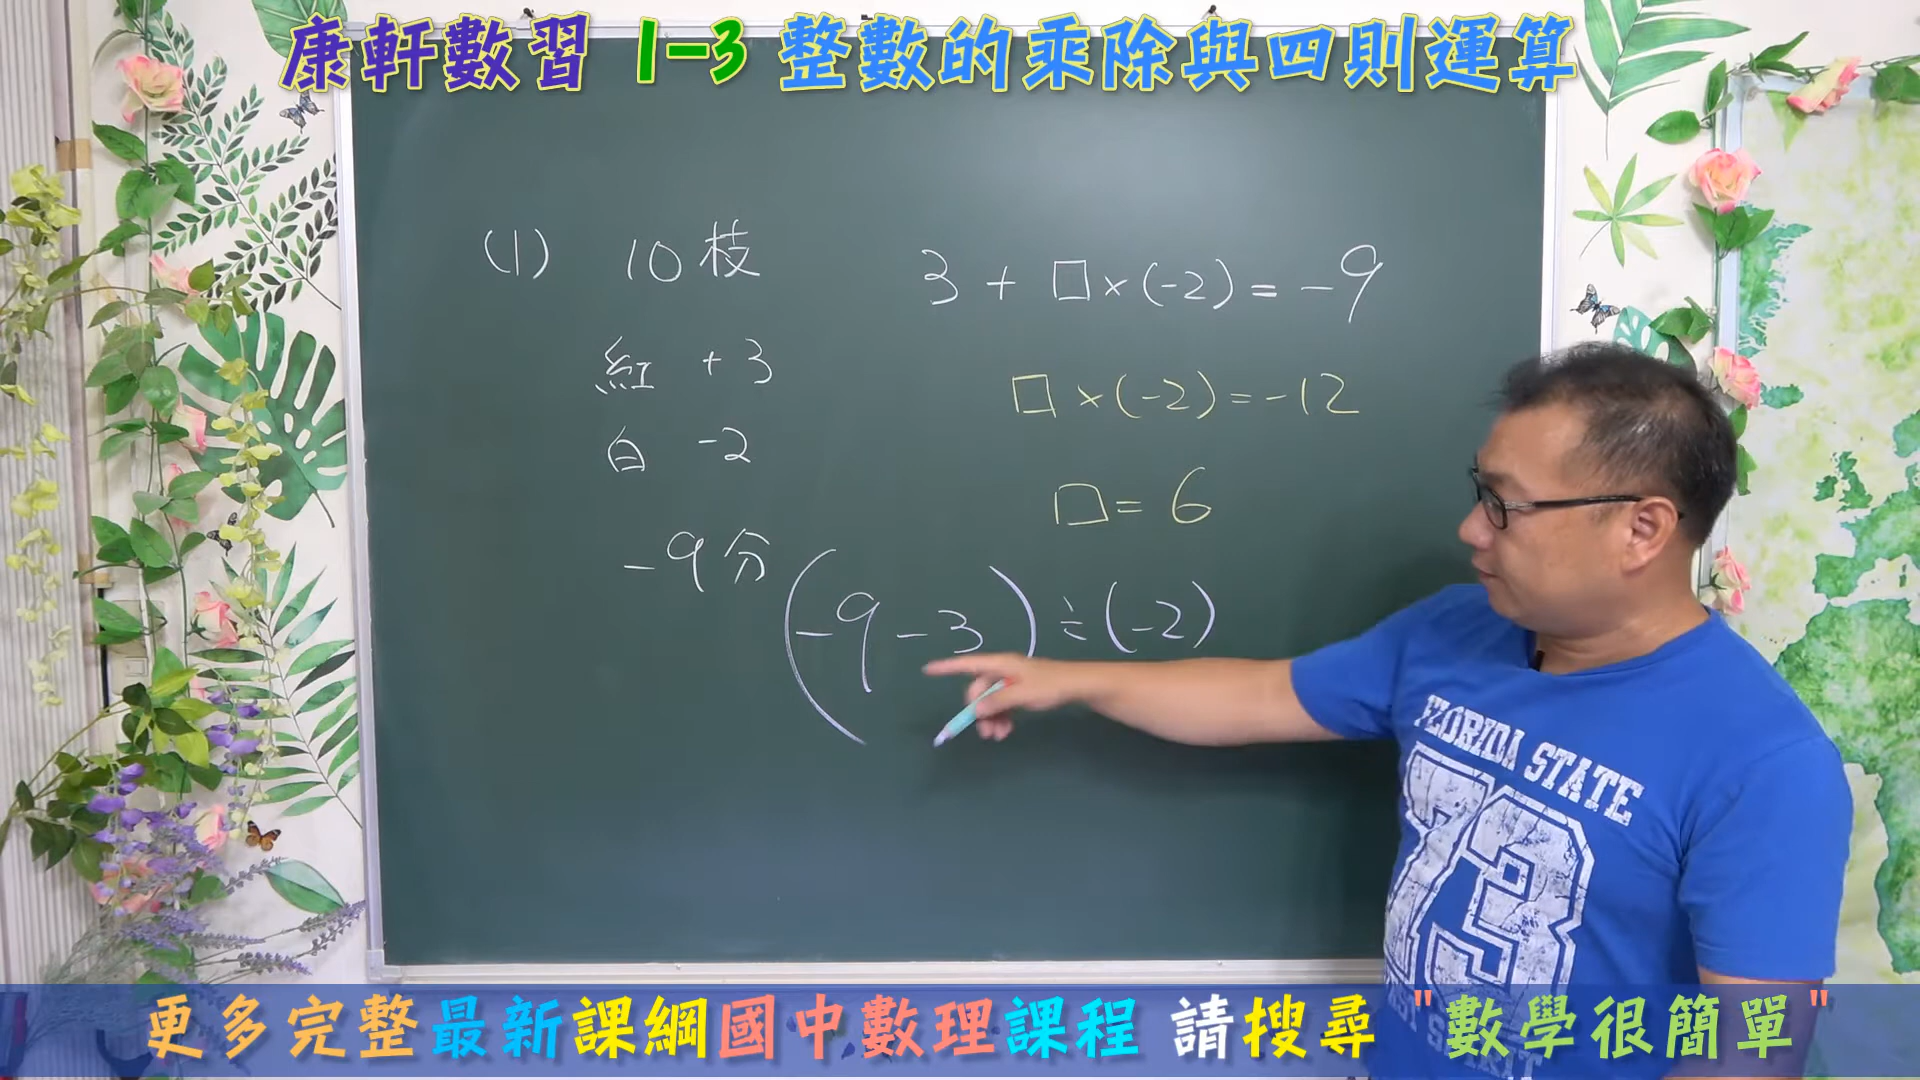 康軒數習 1-3 整數的乘除與四則運算
(1) 10枝
紅 +3
白 -2
-9分
3 + □×(-2) = -9
□×(-2) = -12
□ = 6
(-9-3)÷(-2)
FLORIDA STATE
73
更多完整最新課綱國中數理課程 請搜尋 "數學很簡單"